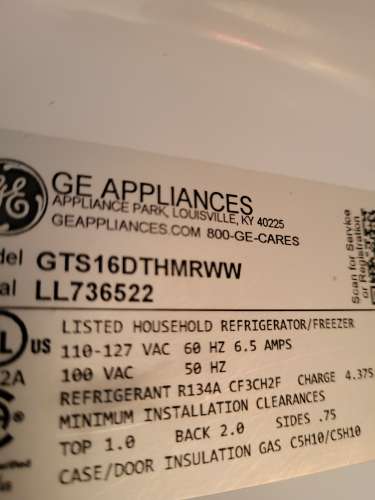 GE APPLIANCES
APPLIANCE PARK, LOUISVILLE, KY 40225
GEAPPLIANCES.COM 800-GE-CARES
del GTS16DTHMRWW
al LL736522
Scan for Service
or Registration
US
2A
LISTED HOUSEHOLD REFRIGERATOR/FREEZER
110-127 VAC 60 HZ 6.5 AMPS
100 VAC 50 HZ
REFRIGERANT R134A CF3CH2F CHARGE 4.37S
MINIMUM INSTALLATION CLEARANCES
TOP 1.0 BACK 2.0 SIDES .75
CASE/DOOR INSULATION GAS C5H10/C5H10